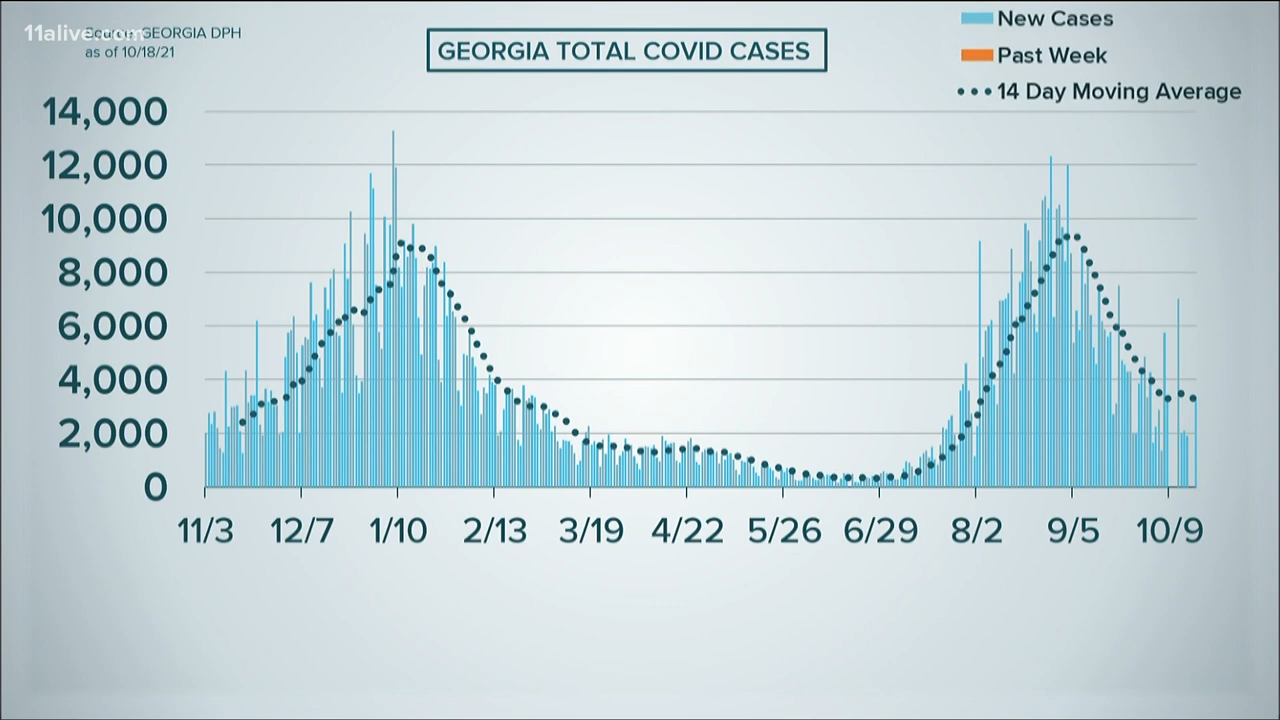 11alive.com
Source: GEORGIA DPH
as of 10/18/21
GEORGIA TOTAL COVID CASES
New Cases
Past Week
14 Day Moving Average
14,000
12,000
10,000
8,000
6,000
4,000
2,000
0
11/3 12/7 1/10 2/13 3/19 4/22 5/26 6/29 8/2 9/5 10/9